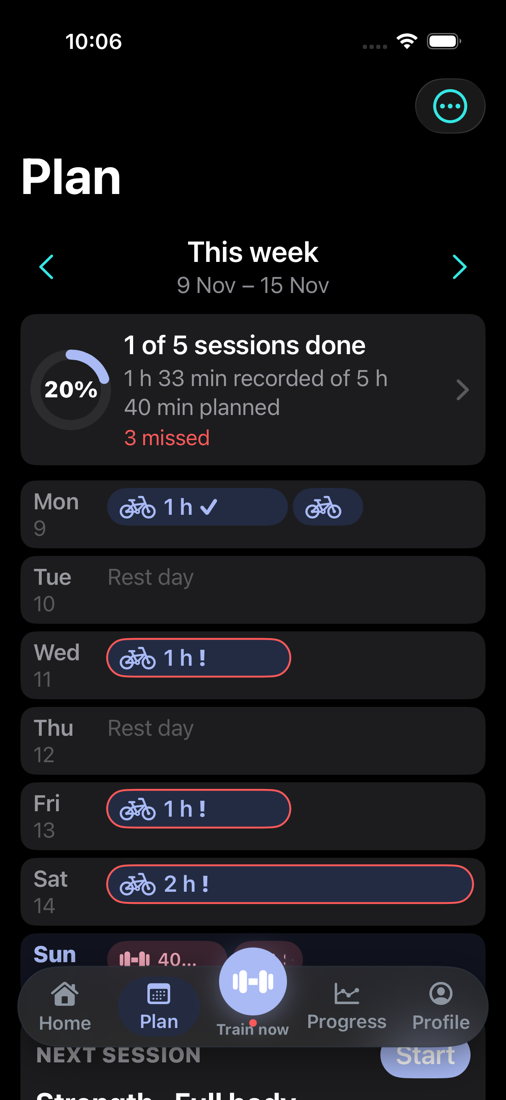 10:06
Plan
This week
9 Nov – 15 Nov
20%
1 of 5 sessions done
1 h 33 min recorded of 5 h
40 min planned
3 missed
Mon
9
1 h
Tue
10
Rest day
Wed
11
1 h !
Thu
12
Rest day
Fri
13
1 h !
Sat
14
2 h !
Sun
40...
Home
Plan
Train now
Progress
Profile
NEXT SESSION
Start
Strength
Full body